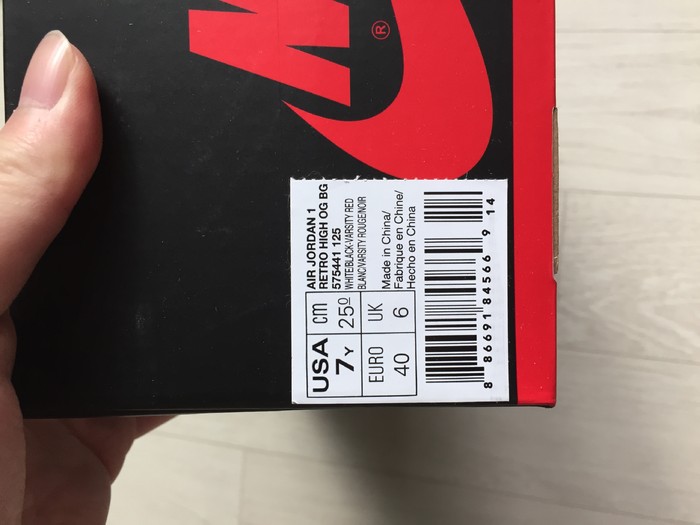 ®
AIR JORDAN 1
RETRO HIGH OG BG
575441 125
WHITE/BLACK-VARSITY RED
BLANC/VARSITY ROUGE/NOIR
Made in China/
Fabriqué en Chine/
Hecho en China
USA cm
7Y 25.0
EURO UK
40 6
8 86691 84566 9 14